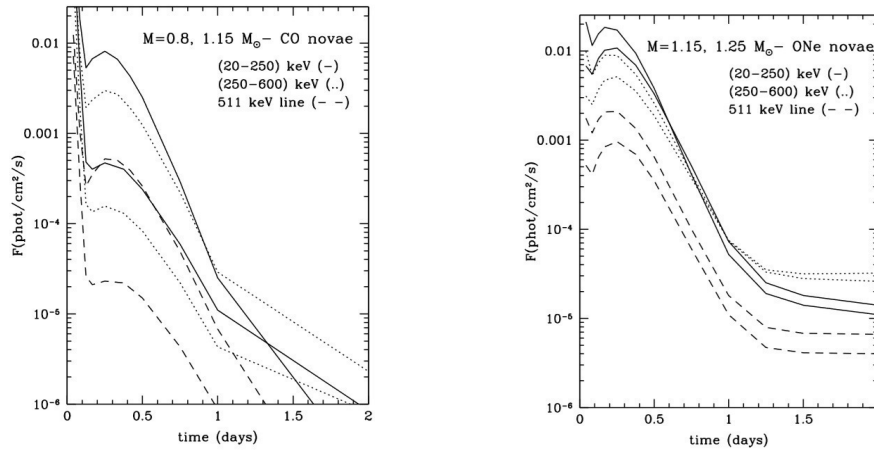 M=0.8, 1.15 M⊙− CO novae
(20−250) keV (−)
(250−600) keV (..)
511 keV line (− −)
F(phot/cm²/s)
0.01
0.001
10⁻⁴
10⁻⁵
10⁻⁶
0 0.5 1 1.5 2
time (days)
M=1.15, 1.25 M⊙− ONe novae
(20−250) keV (−)
(250−600) keV (..)
511 keV line (− −)
F(phot/cm²/s)
0.01
0.001
10⁻⁴
10⁻⁵
10⁻⁶
0 0.5 1 1.5
time (days)